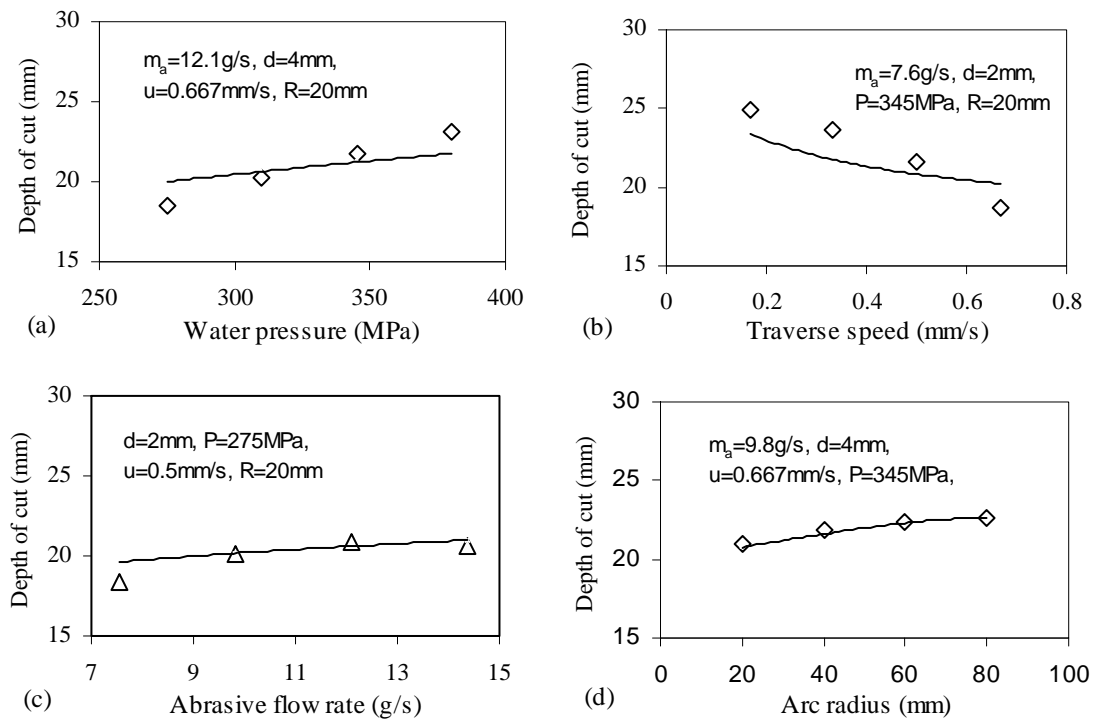 30
25
20
15
Depth of cut (mm)
mₐ=12.1g/s, d=4mm,
u=0.667mm/s, R=20mm
250 300 350 400
(a) Water pressure (MPa)
30
25
20
15
Depth of cut (mm)
mₐ=7.6g/s, d=2mm,
P=345MPa, R=20mm
0 0.2 0.4 0.6 0.8
(b) Traverse speed (mm/s)
30
25
20
15
Depth of cut (mm)
d=2mm, P=275MPa,
u=0.5mm/s, R=20mm
7 9 11 13 15
(c) Abrasive flow rate (g/s)
30
25
20
15
Depth of cut (mm)
mₐ=9.8g/s, d=4mm,
u=0.667mm/s, P=345MPa,
0 20 40 60 80 100
(d) Arc radius (mm)